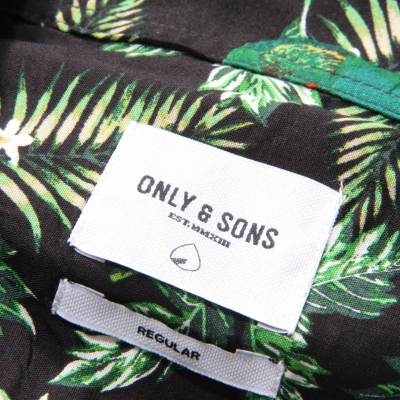 ONLY & SONS
EST. MMXIII
REGULAR